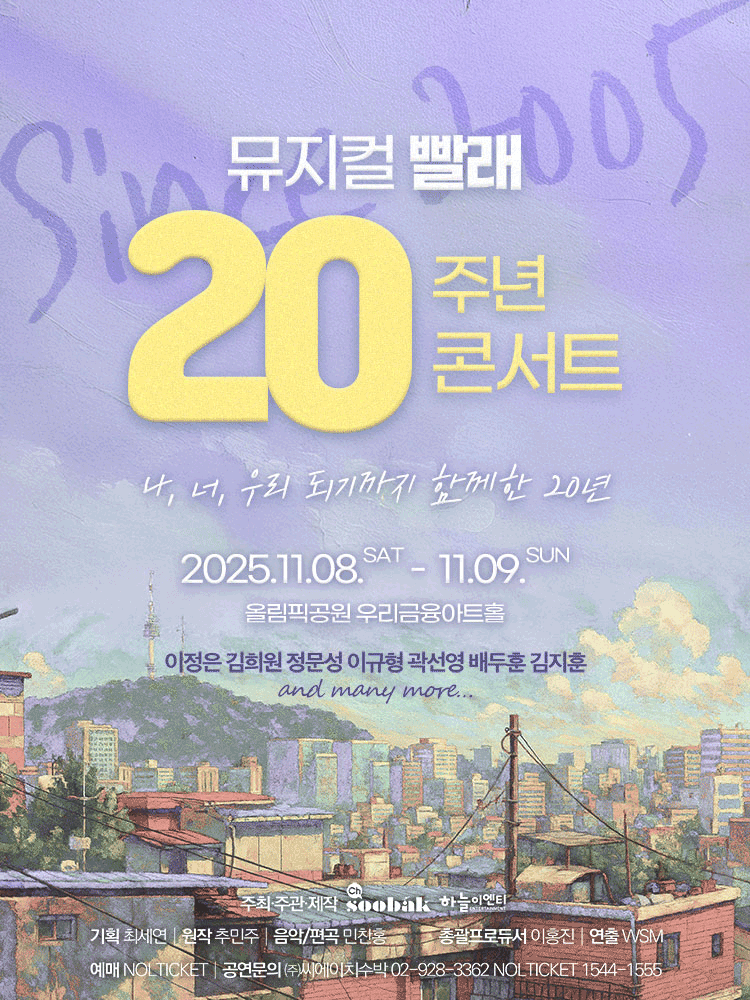 Since 2005
뮤지컬 빨래
20주년
콘서트
나, 너, 우리 되기까지 함께한 20년
2025.11.08.SAT - 11.09.SUN
올림픽공원 우리금융아트홀
이정은 김희원 정문성 이규형 곽선영 배두훈 김지훈
and many more...
주최·주관·제작 Ch soobak 하늘이엔티 ENTERTAINMENT
기획 최세연 | 원작 추민주 | 음악/편곡 민찬홍 총괄프로듀서 이홍진 | 연출 WSM
예매 NOLTICKET | 공연문의 ㈜씨에이치수박 02-928-3362 NOLTICKET 1544-1555